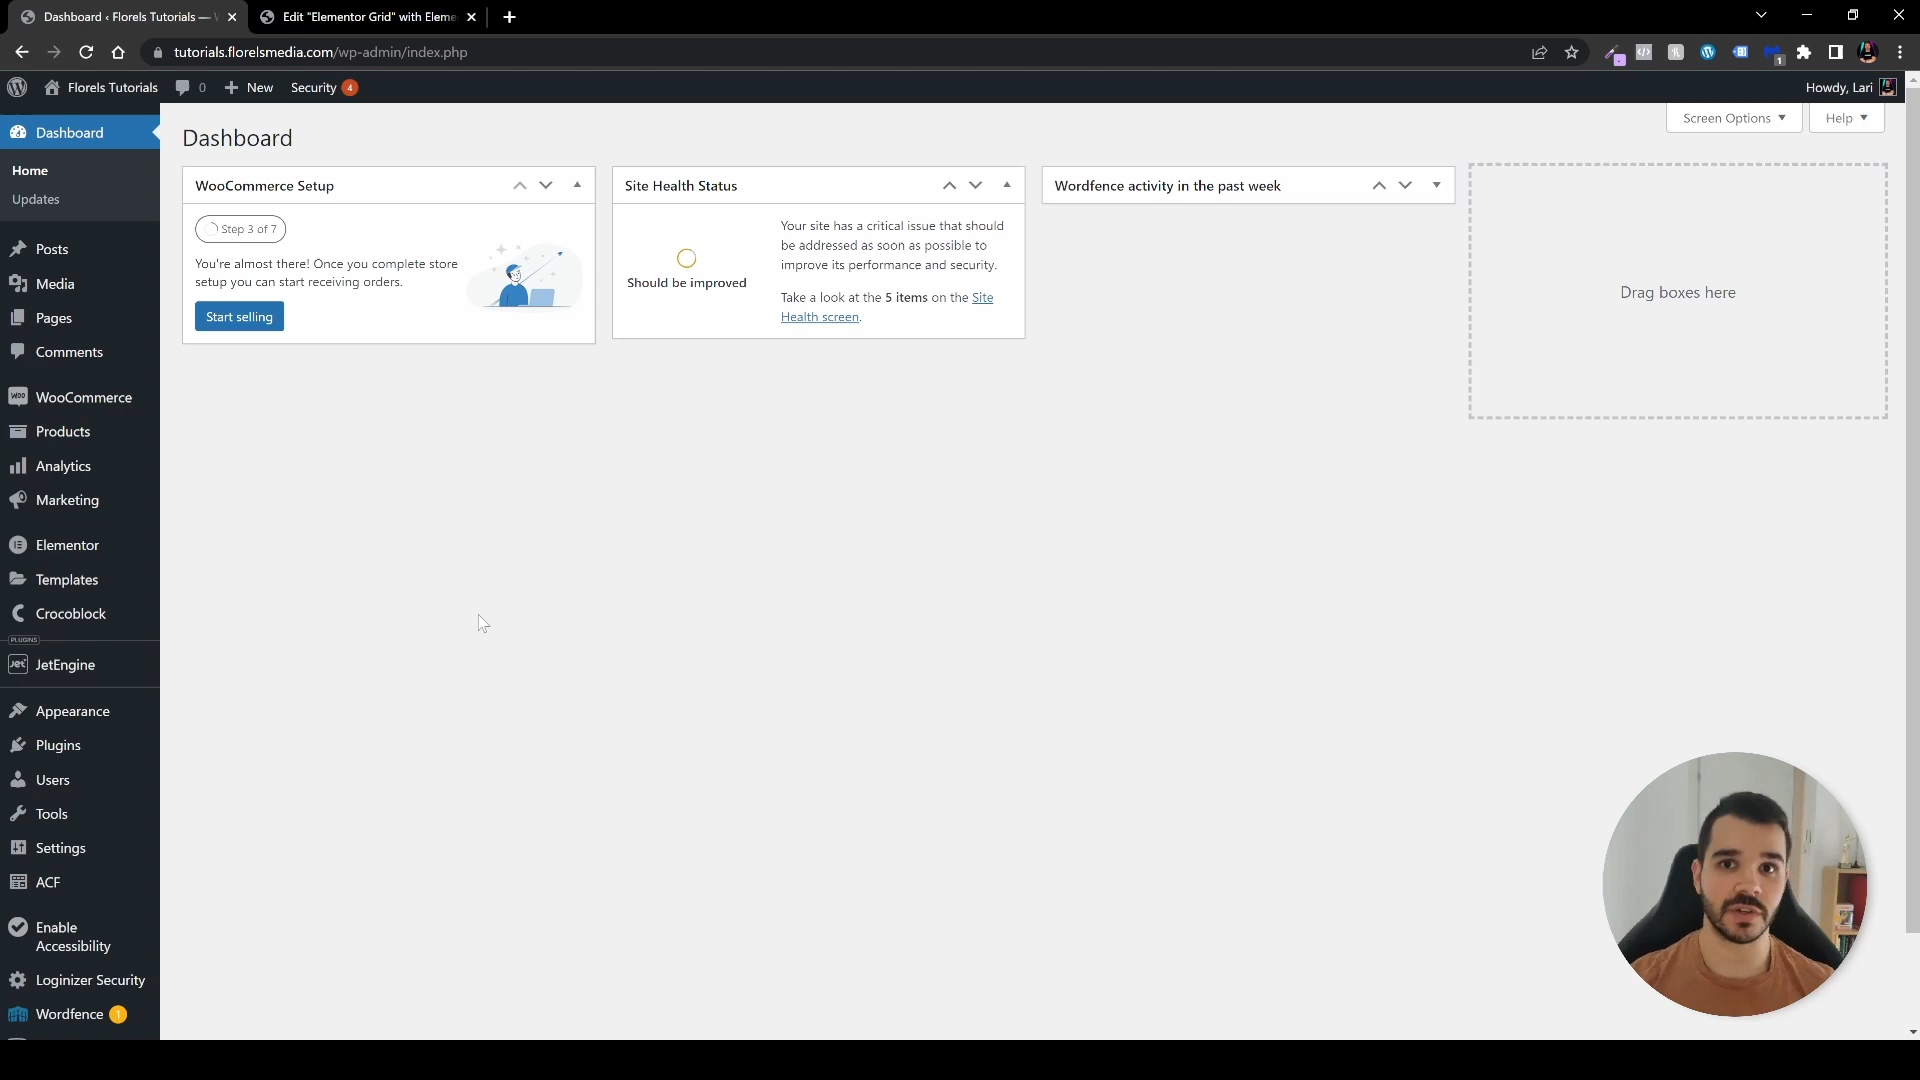 Dashboard ‹ Florels Tutorials —
Edit "Elementor Grid" with Eleme
tutorials.florelsmedia.com/wp-admin/index.php
1
Florels Tutorials
0
New
Security 4
Howdy, Lari
Dashboard
Home
Updates
Posts
Media
Pages
Comments
WooCommerce
Products
Analytics
Marketing
Elementor
Templates
Crocoblock
PLUGINS
JetEngine
Appearance
Plugins
Users
Tools
Settings
ACF
Enable
Accessibility
Loginizer Security
Wordfence 1
Screen Options
Help
Dashboard
WooCommerce Setup
Step 3 of 7
You're almost there! Once you complete store
setup you can start receiving orders.
Start selling
Site Health Status
Should be improved
Your site has a critical issue that should
be addressed as soon as possible to
improve its performance and security.
Take a look at the 5 items on the Site
Health screen.
Wordfence activity in the past week
Drag boxes here